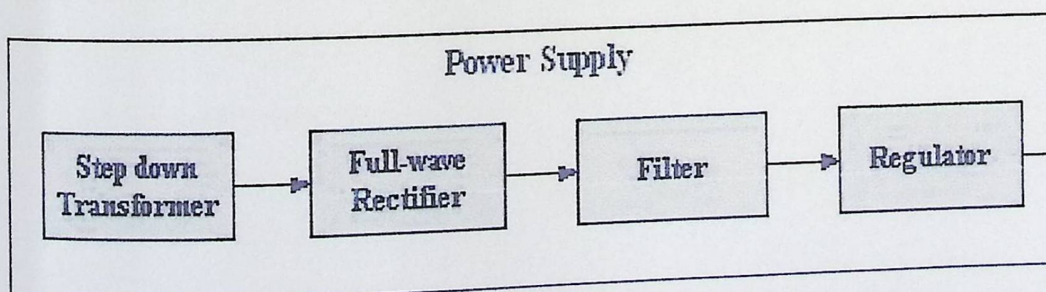 Power Supply
Step down
Transformer
Full-wave
Rectifier
Filter
Regulator